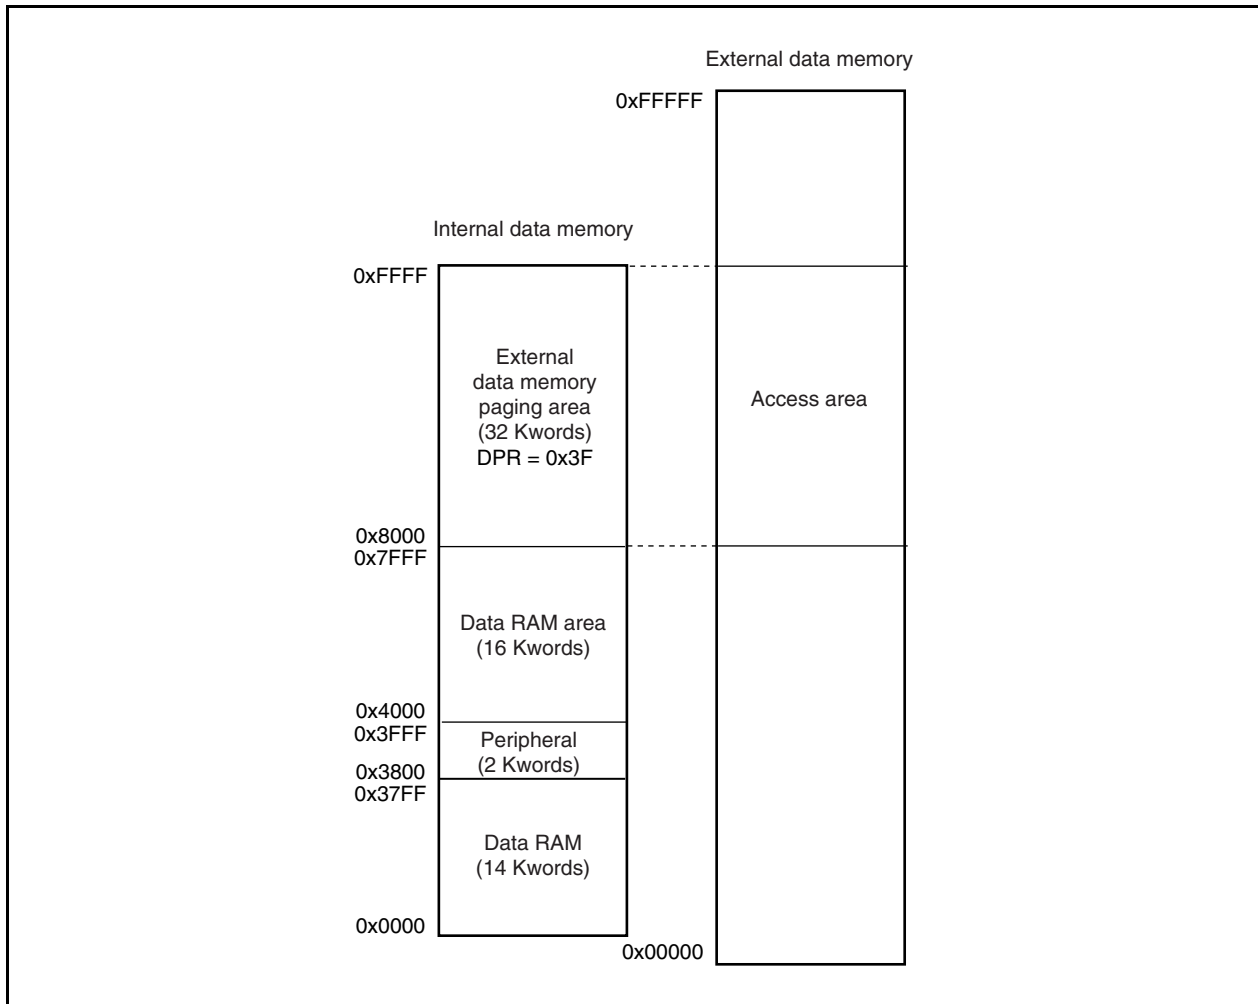 External data memory
0xFFFFF
Internal data memory
0xFFFF
External
data memory
paging area
(32 Kwords)
DPR = 0x3F
Access area
0x8000
0x7FFF
Data RAM area
(16 Kwords)
0x4000
0x3FFF
Peripheral
(2 Kwords)
0x3800
0x37FF
Data RAM
(14 Kwords)
0x0000
0x00000